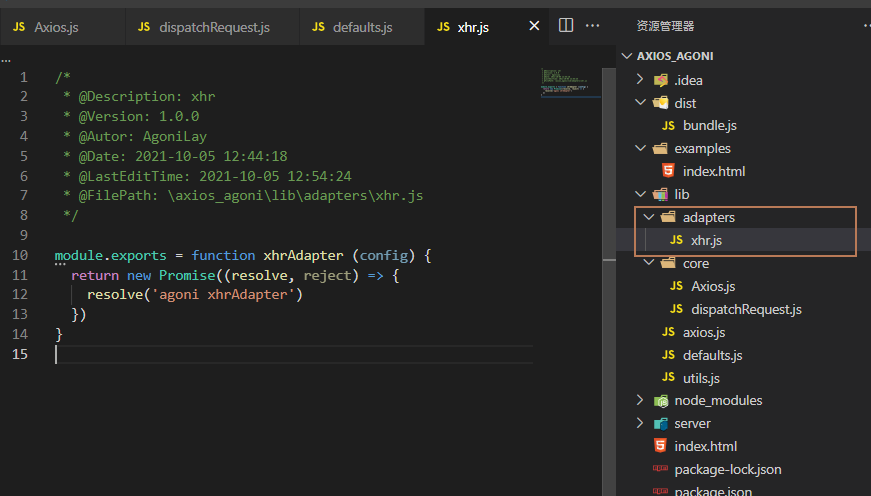 JS Axios.js
JS dispatchRequest.js
JS defaults.js
JS xhr.js
资源管理器
...
1 /*
2 * @Description: xhr
3 * @Version: 1.0.0
4 * @Autor: AgoniLay
5 * @Date: 2021-10-05 12:44:18
6 * @LastEditTime: 2021-10-05 12:54:24
7 * @FilePath: \axios_agoni\lib\adapters\xhr.js
8 */
9
10 module.exports = function xhrAdapter (config) {
11 return new Promise((resolve, reject) => {
12 resolve('agoni xhrAdapter')
13 })
14 }
15
AXIOS_AGONI
.idea
dist
JS bundle.js
examples
index.html
lib
adapters
JS xhr.js
core
JS Axios.js
JS dispatchRequest.js
JS axios.js
JS defaults.js
JS utils.js
node_modules
server
index.html
package-lock.json
package.json